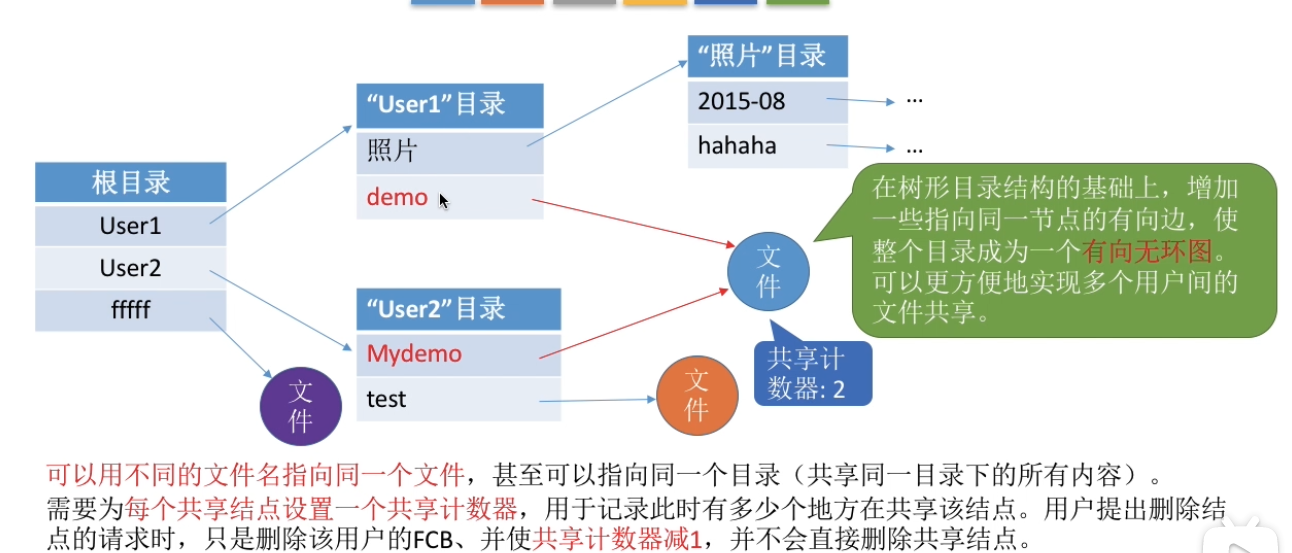 “照片”目录
2015-08 ...
hahaha ...
“User1”目录
照片
demo
根目录
User1
User2
fffff
文
件
“User2”目录
Mydemo
test
文
件
文
件
共享计
数器: 2
在树形目录结构的基础上，增加
一些指向同一节点的有向边，使
整个目录成为一个有向无环图。
可以更方便地实现多个用户间的
文件共享。
可以用不同的文件名指向同一个文件，甚至可以指向同一个目录（共享同一目录下的所有内容）。
需要为每个共享结点设置一个共享计数器，用于记录此时有多少个地方在共享该结点。用户提出删除结
点的请求时，只是删除该用户的FCB、并使共享计数器减1，并不会直接删除共享结点。